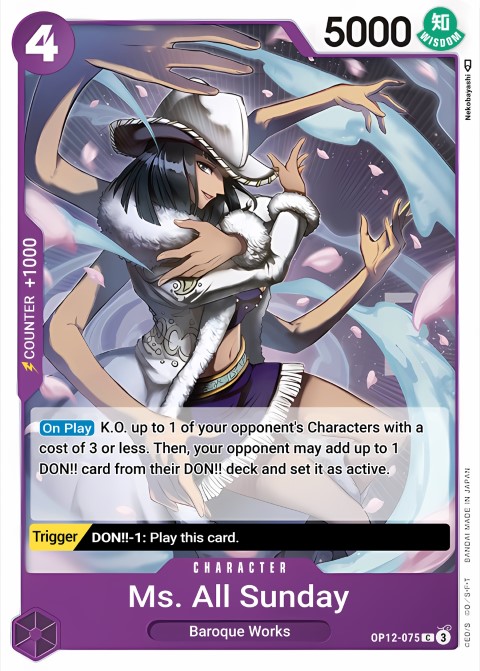 4
5000
知
WISDOM
Nekobayashi
COUNTER +1000
On Play K.O. up to 1 of your opponent's Characters with a
cost of 3 or less. Then, your opponent may add up to 1
DON!! card from their DON!! deck and set it as active.
Trigger DON!!-1: Play this card.
CHARACTER
Ms. All Sunday
Baroque Works
OP12-075 C 3
©E.O/S ©O/S・F・T BANDAI MADE IN JAPAN